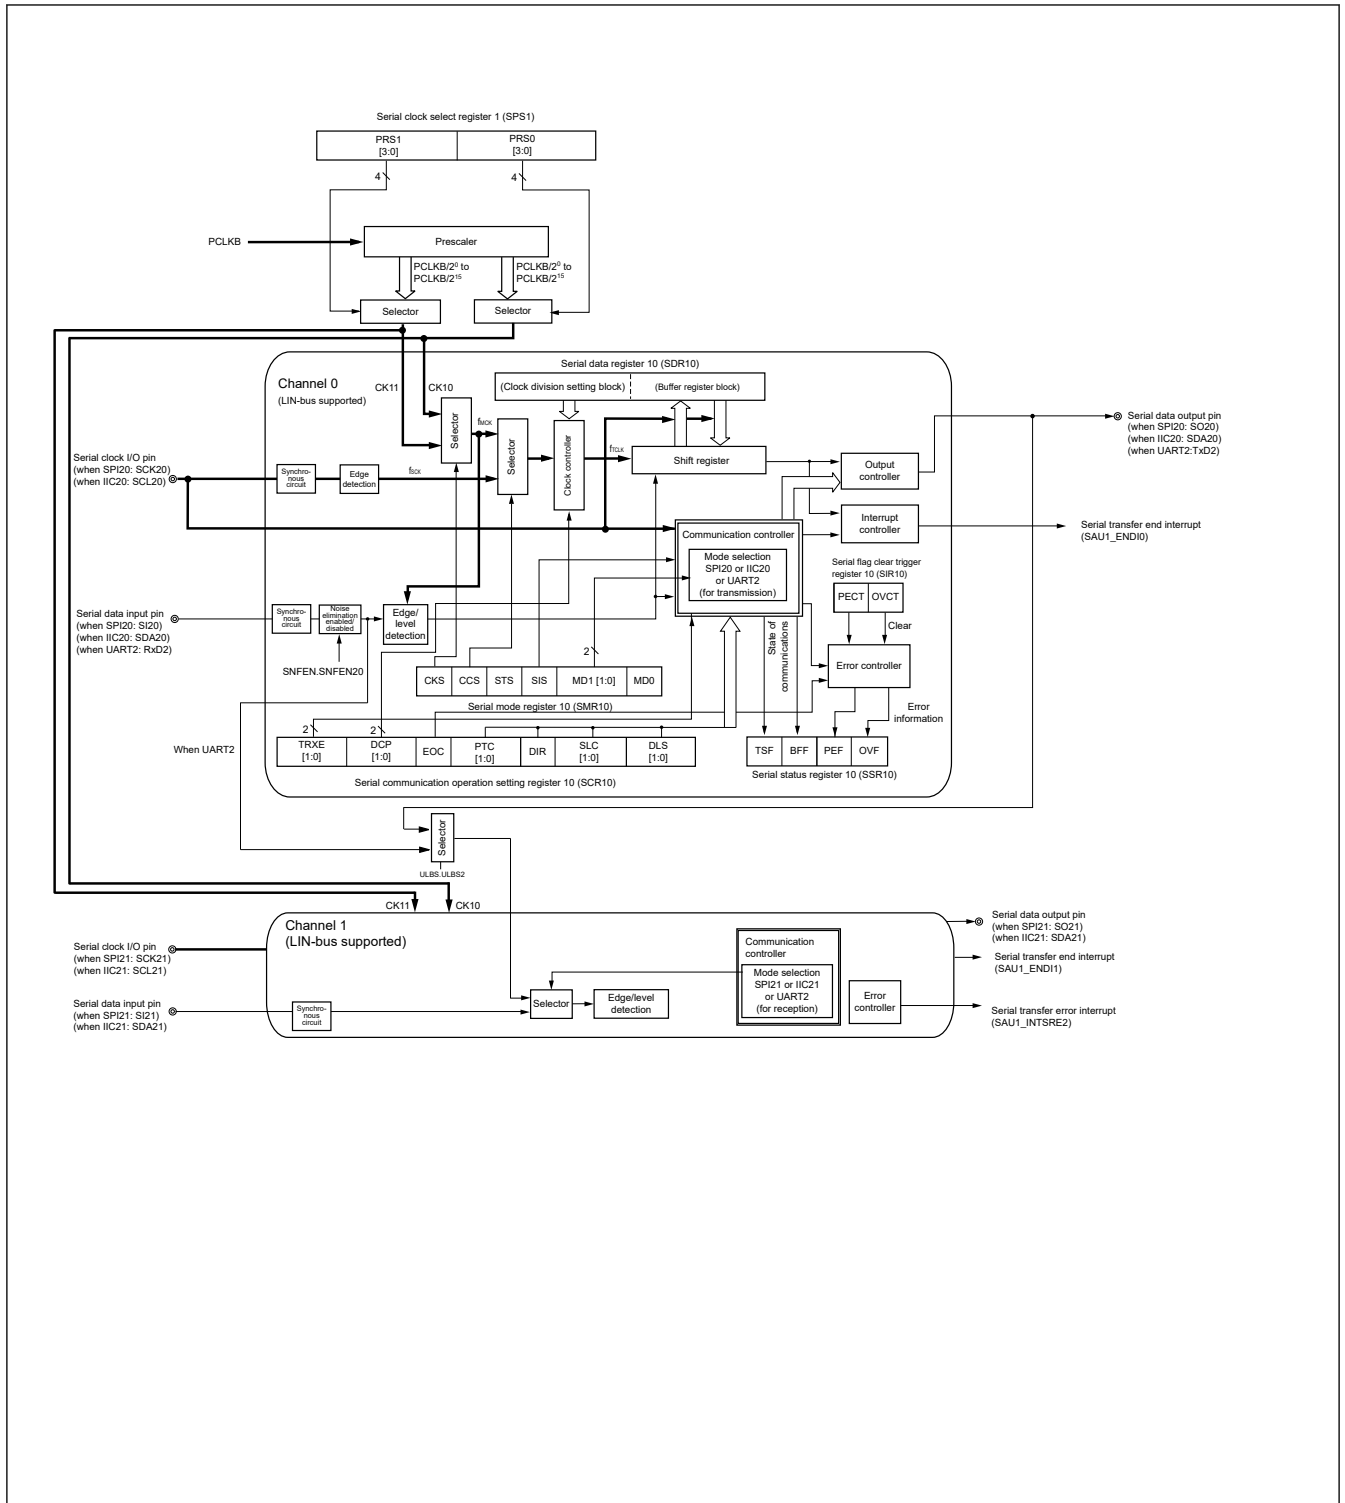 Serial clock select register 1 (SPS1)
PRS1
[3:0]
PRS0
[3:0]
4
4
PCLKB
Prescaler
PCLKB/2⁰ to
PCLKB/2¹⁵
PCLKB/2⁰ to
PCLKB/2¹⁵
Selector
Selector
Channel 0
(LIN-bus supported)
CK11
CK10
Serial data register 10 (SDR10)
(Clock division setting block)
(Buffer register block)
Selector
fMCK
Selector
Clock controller
fTCLK
Shift register
Output
controller
Serial data output pin
(when SPI20: SO20)
(when IIC20: SDA20)
(when UART2:TxD2)
Serial clock I/O pin
(when SPI20: SCK20)
(when IIC20: SCL20)
Synchro-
nous
circuit
Edge
detection
fSCK
Interrupt
controller
Serial transfer end interrupt
(SAU1_ENDI0)
Communication controller
Mode selection
SPI20 or IIC20
or UART2
(for transmission)
Serial flag clear trigger
register 10 (SIR10)
PECT
OVCT
Clear
Serial data input pin
(when SPI20: SI20)
(when IIC20: SDA20)
(when UART2: RxD2)
Synchro-
nous
circuit
Noise
elimination
enabled/
disabled
Edge/
level
detection
SNFEN.SNFEN20
2
State of
communications
Error controller
CKS
CCS
STS
SIS
MD1 [1:0]
MD0
Serial mode register 10 (SMR10)
Error
information
When UART2
2
2
TRXE
[1:0]
DCP
[1:0]
EOC
PTC
[1:0]
DIR
SLC
[1:0]
DLS
[1:0]
TSF
BFF
PEF
OVF
Serial status register 10 (SSR10)
Serial communication operation setting register 10 (SCR10)
Selector
ULBS.ULBS2
CK11
CK10
Channel 1
(LIN-bus supported)
Serial data output pin
(when SPI21: SO21)
(when IIC21: SDA21)
Serial clock I/O pin
(when SPI21: SCK21)
(when IIC21: SCL21)
Communication
controller
Mode selection
SPI21 or IIC21
or UART2
(for reception)
Serial transfer end interrupt
(SAU1_ENDI1)
Serial data input pin
(when SPI21: SI21)
(when IIC21: SDA21)
Synchro-
nous
circuit
Selector
Edge/level
detection
Error
controller
Serial transfer error interrupt
(SAU1_INTSRE2)